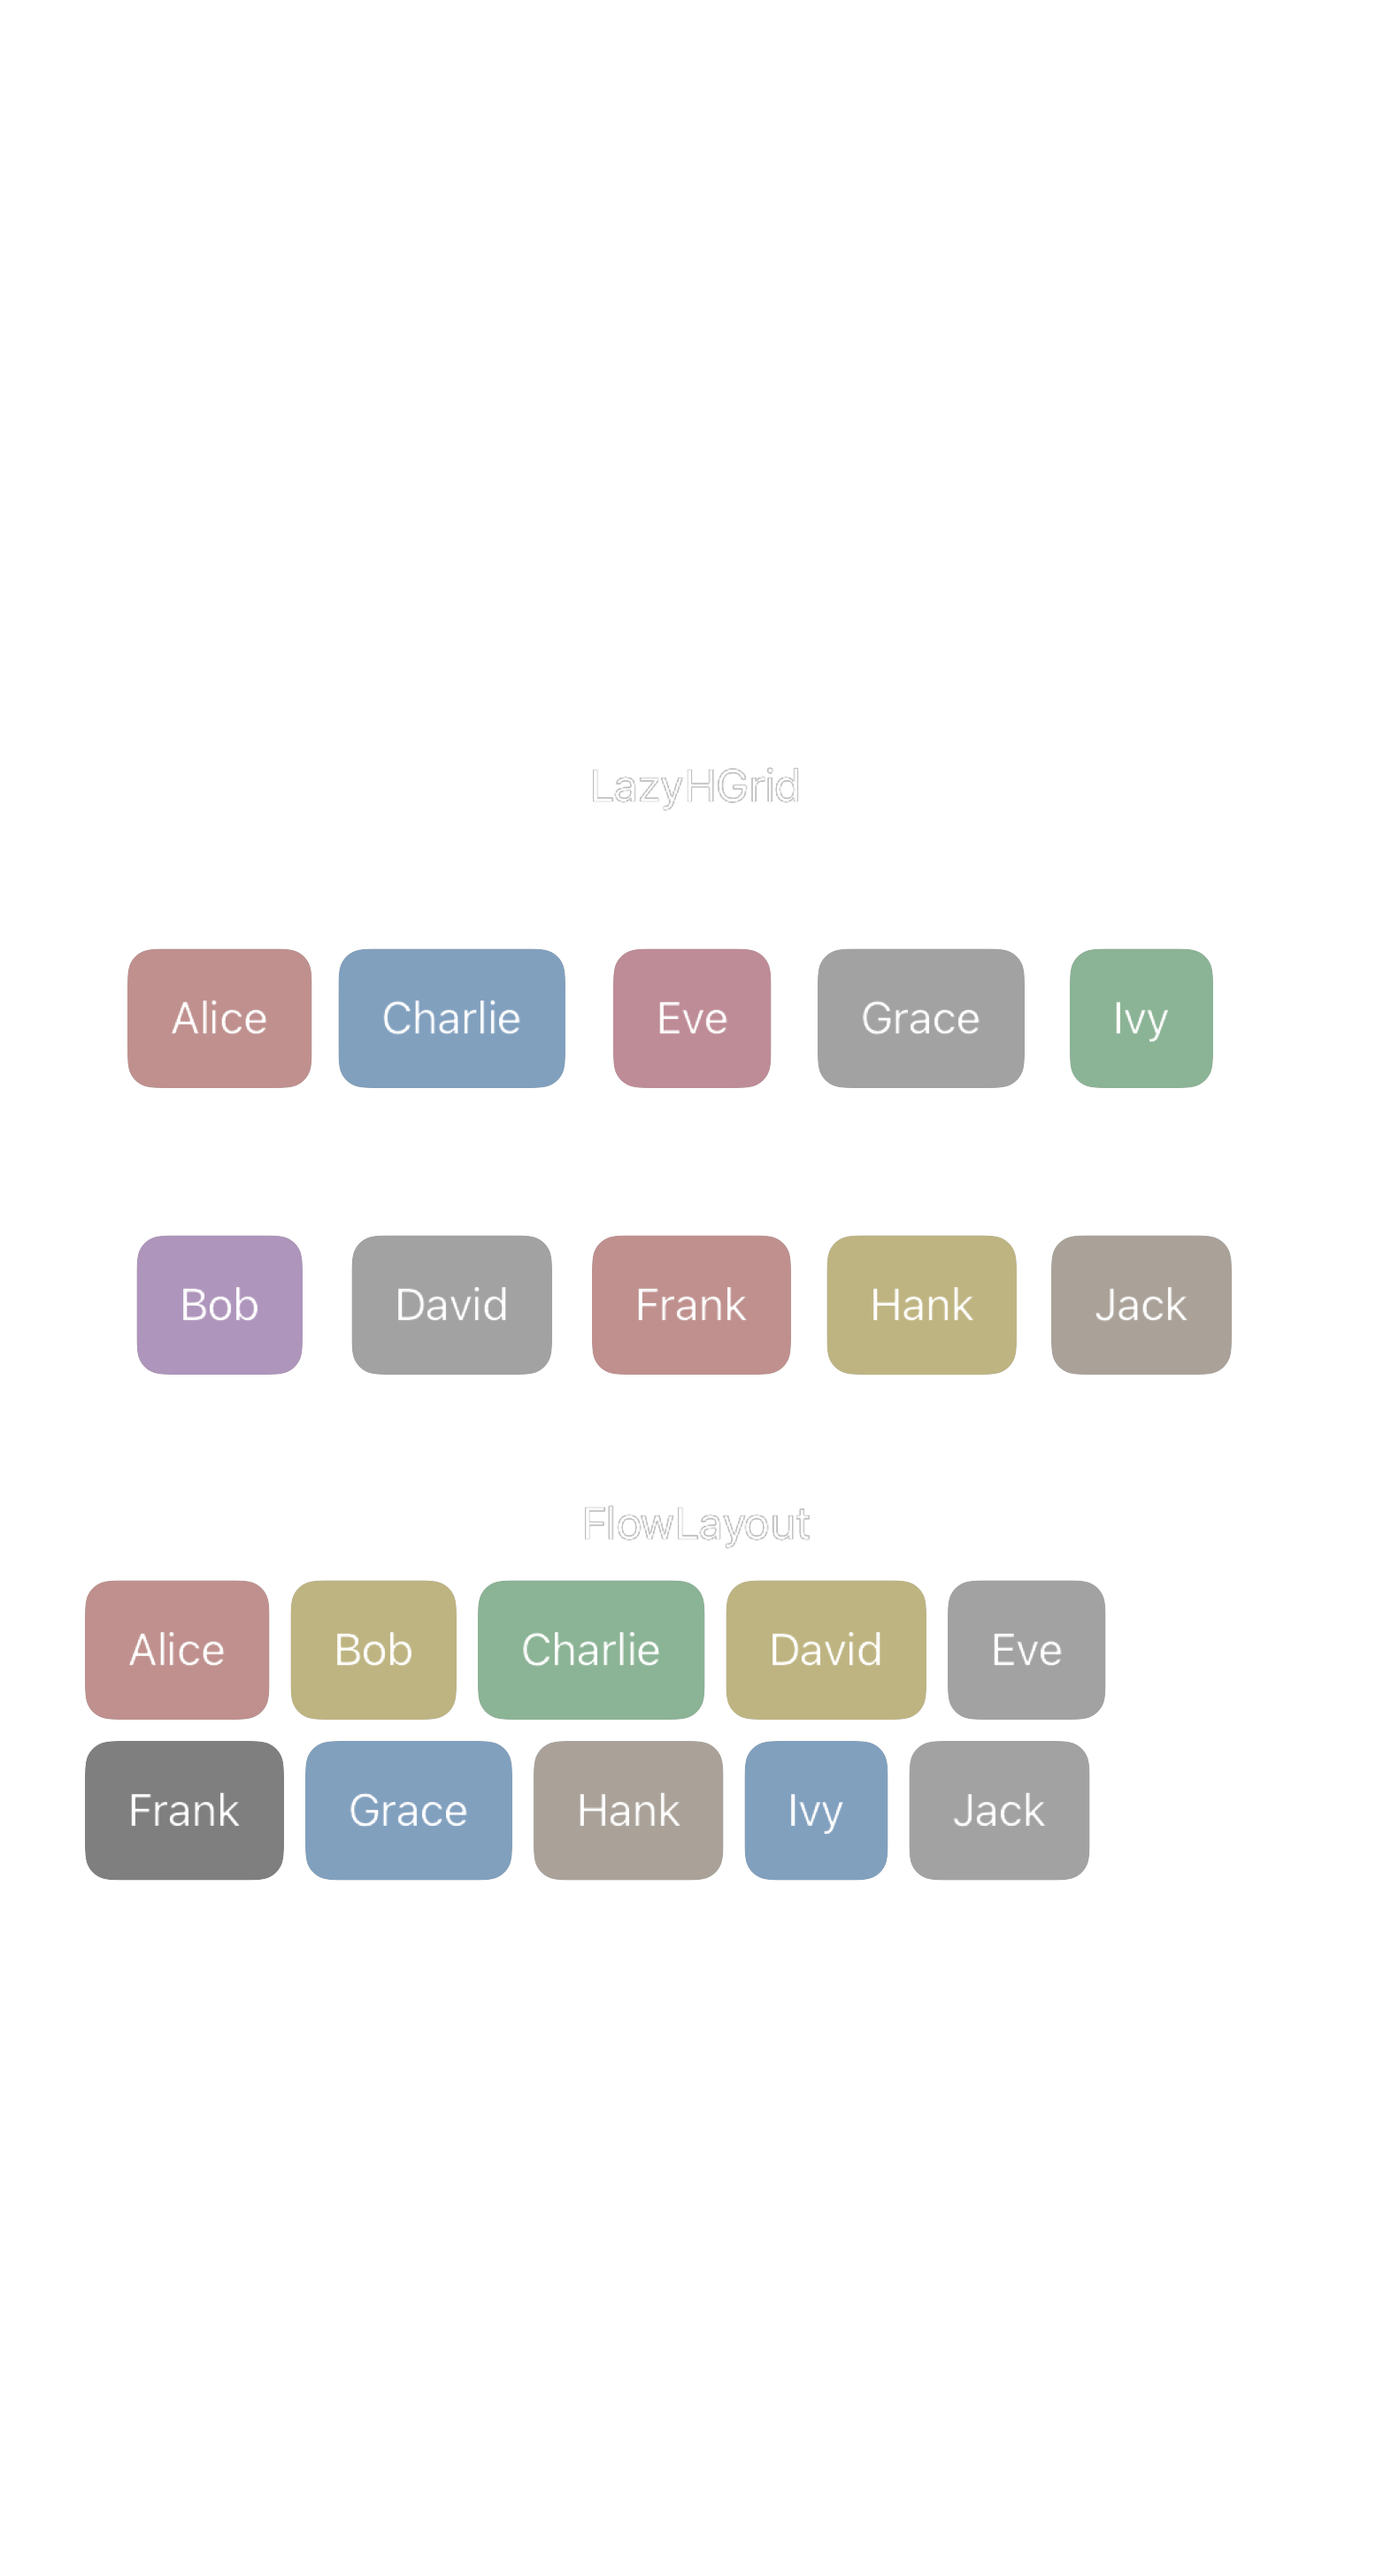 LazyHGrid
Alice Charlie Eve Grace Ivy
Bob David Frank Hank Jack
FlowLayout
Alice Bob Charlie David Eve
Frank Grace Hank Ivy Jack